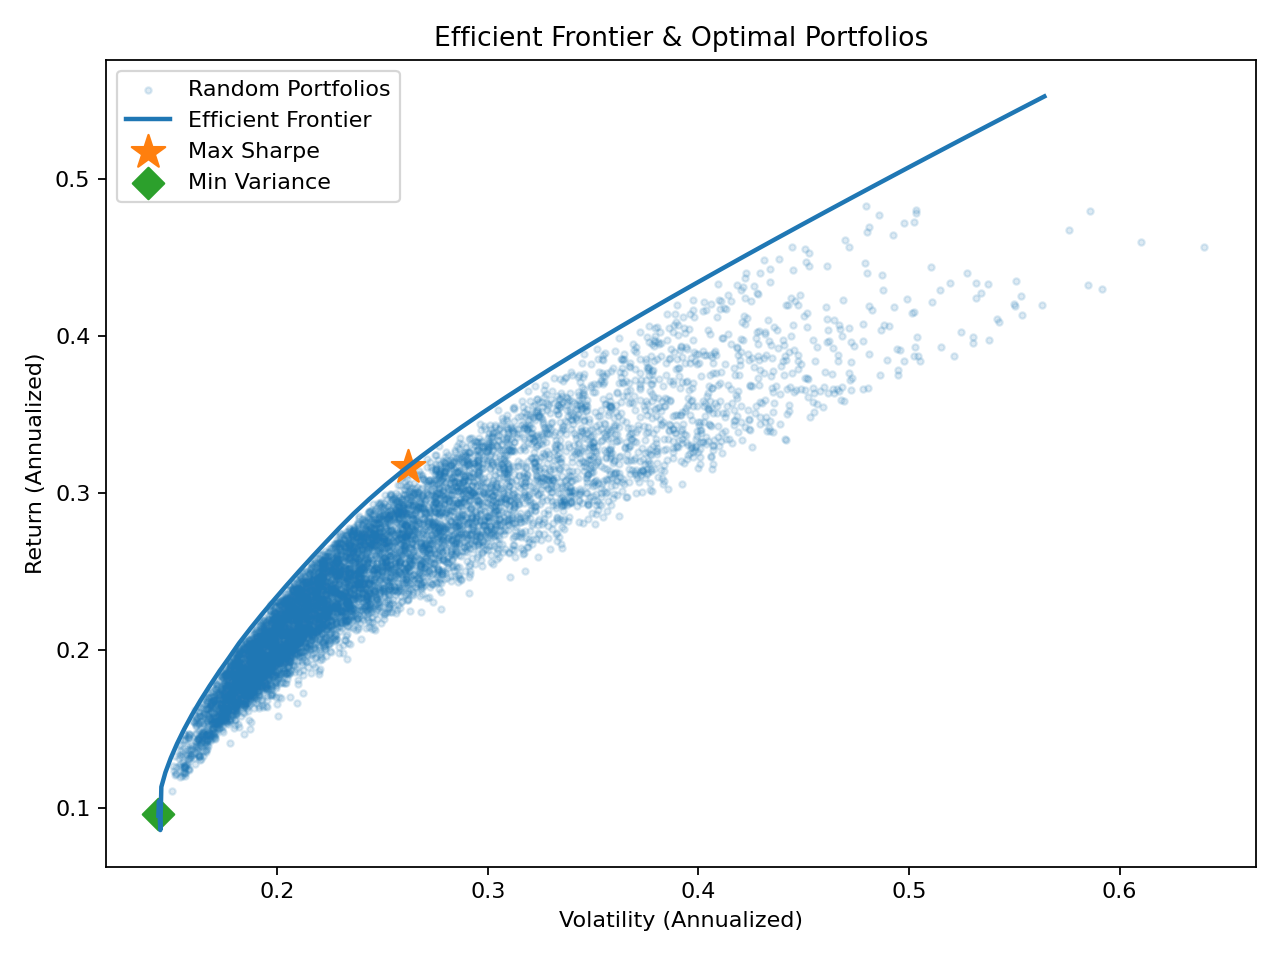 Efficient Frontier & Optimal Portfolios
Random Portfolios
Efficient Frontier
Max Sharpe
Min Variance
Return (Annualized)
0.5
0.4
0.3
0.2
0.1
0.2 0.3 0.4 0.5 0.6
Volatility (Annualized)